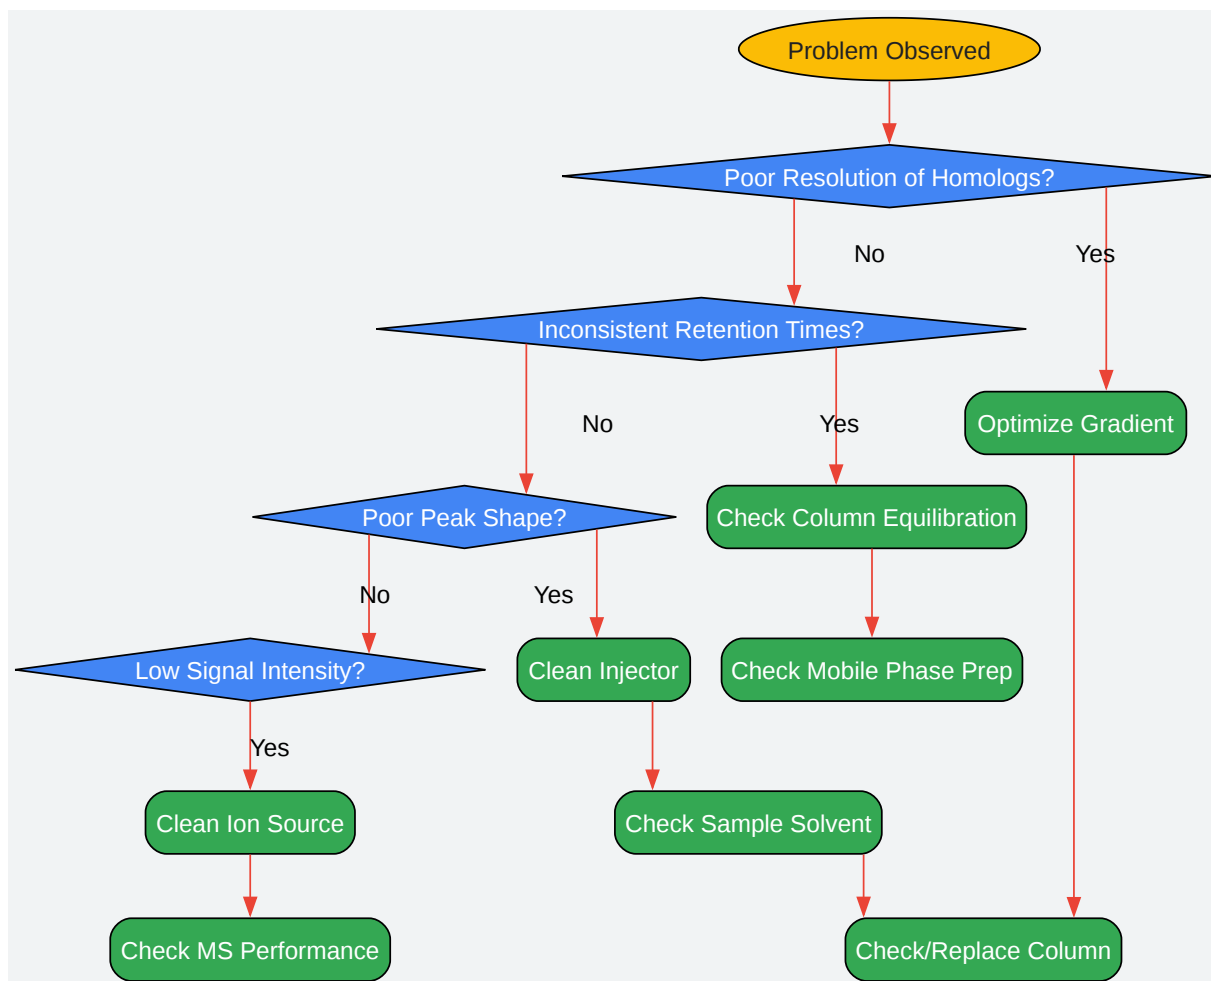 Problem Observed
Poor Resolution of Homologs?
No
Yes
Inconsistent Retention Times?
No
Yes
Optimize Gradient
Poor Peak Shape?
Check Column Equilibration
No
Yes
Low Signal Intensity?
Clean Injector
Check Mobile Phase Prep
Yes
Clean Ion Source
Check Sample Solvent
Check MS Performance
Check/Replace Column